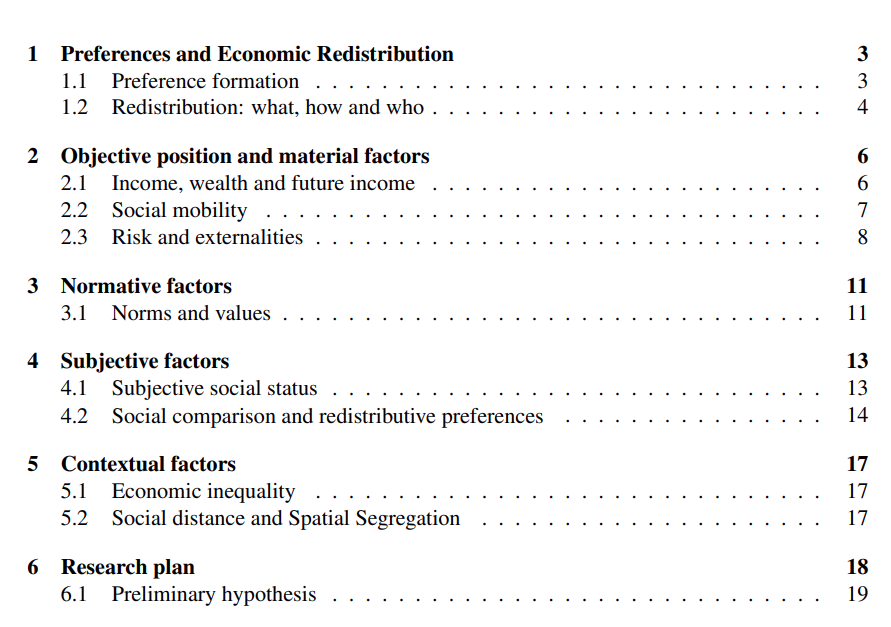 1 Preferences and Economic Redistribution 3
1.1 Preference formation . . . . . . . . . . . . . . . . . . . . . . . . . . . . . . . 3
1.2 Redistribution: what, how and who . . . . . . . . . . . . . . . . . . . . . . . . 4
2 Objective position and material factors 6
2.1 Income, wealth and future income . . . . . . . . . . . . . . . . . . . . . . . . 6
2.2 Social mobility . . . . . . . . . . . . . . . . . . . . . . . . . . . . . . . . . . 7
2.3 Risk and externalities . . . . . . . . . . . . . . . . . . . . . . . . . . . . . . . 8
3 Normative factors 11
3.1 Norms and values . . . . . . . . . . . . . . . . . . . . . . . . . . . . . . . . . 11
4 Subjective factors 13
4.1 Subjective social status . . . . . . . . . . . . . . . . . . . . . . . . . . . . . . 13
4.2 Social comparison and redistributive preferences . . . . . . . . . . . . . . . . 14
5 Contextual factors 17
5.1 Economic inequality . . . . . . . . . . . . . . . . . . . . . . . . . . . . . . . 17
5.2 Social distance and Spatial Segregation . . . . . . . . . . . . . . . . . . . . . 17
6 Research plan 18
6.1 Preliminary hypothesis . . . . . . . . . . . . . . . . . . . . . . . . . . . . . . 19